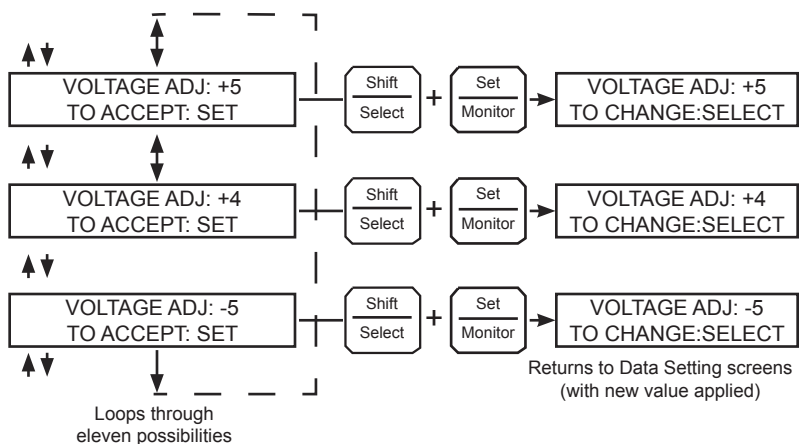 VOLTAGE ADJ: +5
TO ACCEPT: SET
Shift
Select
+
Set
Monitor
VOLTAGE ADJ: +5
TO CHANGE:SELECT
VOLTAGE ADJ: +4
TO ACCEPT: SET
Shift
Select
+
Set
Monitor
VOLTAGE ADJ: +4
TO CHANGE:SELECT
VOLTAGE ADJ: -5
TO ACCEPT: SET
Shift
Select
+
Set
Monitor
VOLTAGE ADJ: -5
TO CHANGE:SELECT
Returns to Data Setting screens
(with new value applied)
Loops through
eleven possibilities